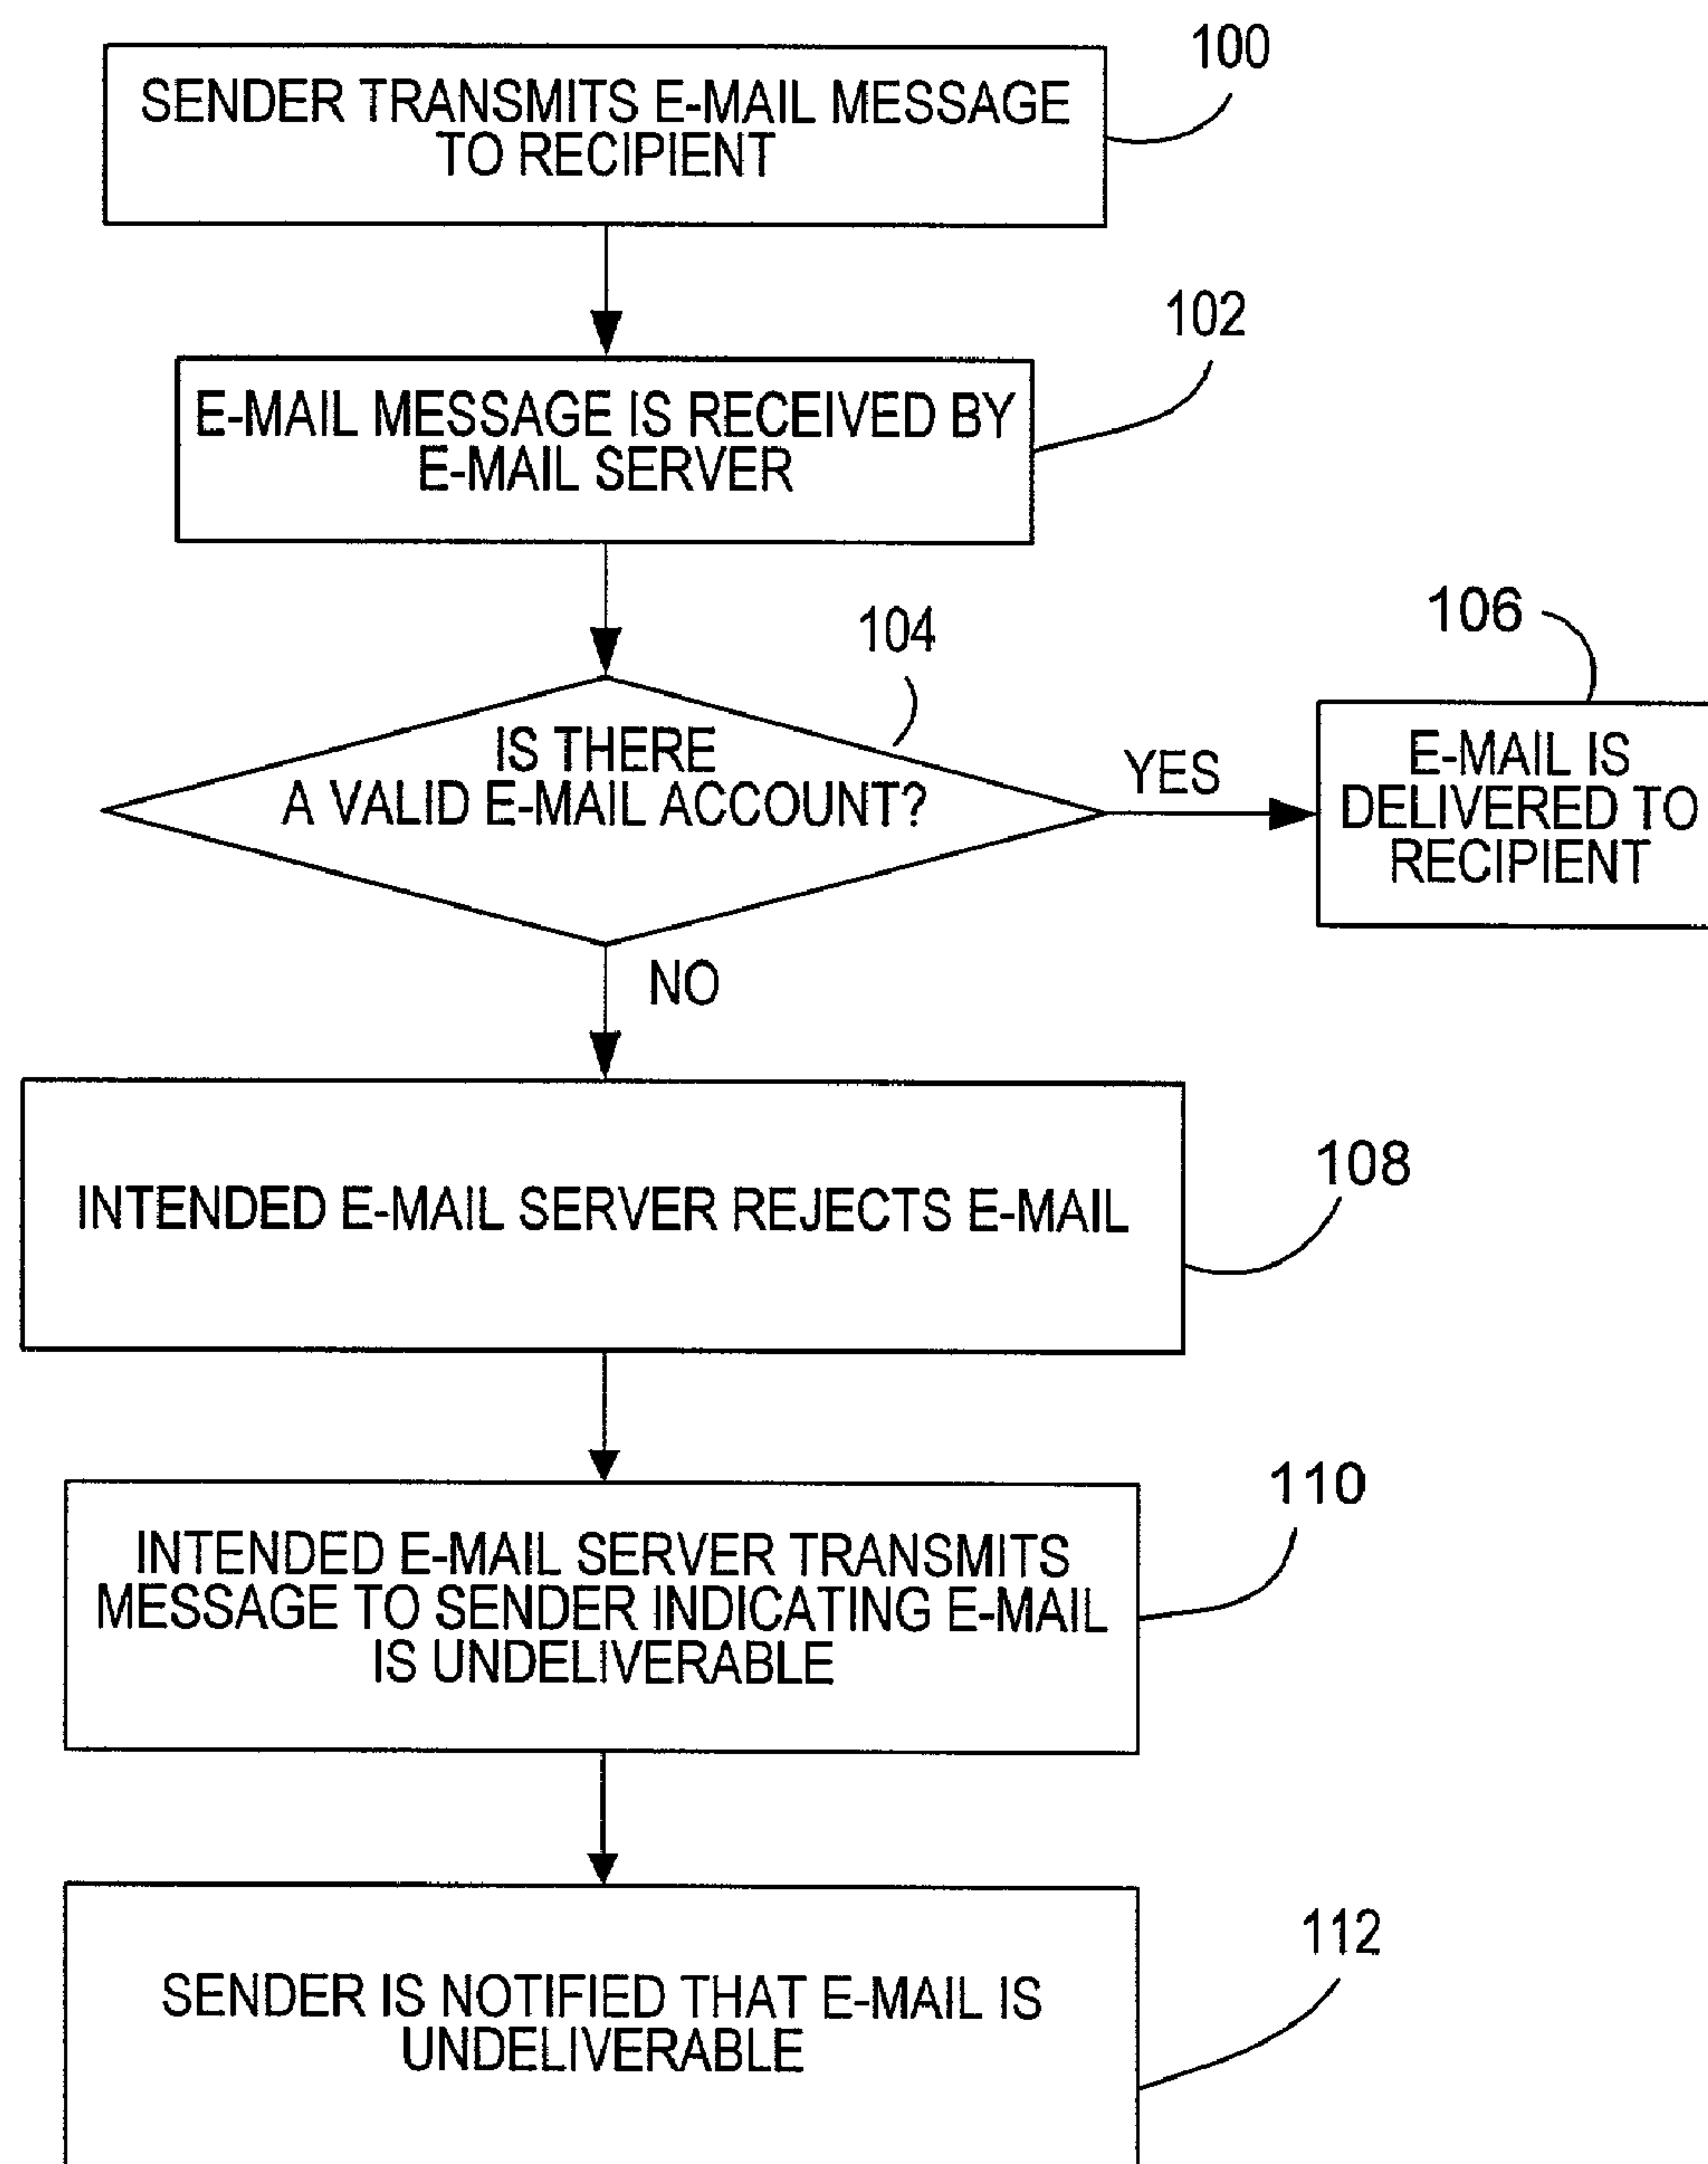 100
SENDER TRANSMITS E-MAIL MESSAGE
TO RECIPIENT
102
E-MAIL MESSAGE IS RECEIVED BY
E-MAIL SERVER
104
IS THERE
A VALID E-MAIL ACCOUNT?
YES
106
E-MAIL IS
DELIVERED TO
RECIPIENT
NO
108
INTENDED E-MAIL SERVER REJECTS E-MAIL
110
INTENDED E-MAIL SERVER TRANSMITS
MESSAGE TO SENDER INDICATING E-MAIL
IS UNDELIVERABLE
112
SENDER IS NOTIFIED THAT E-MAIL IS
UNDELIVERABLE